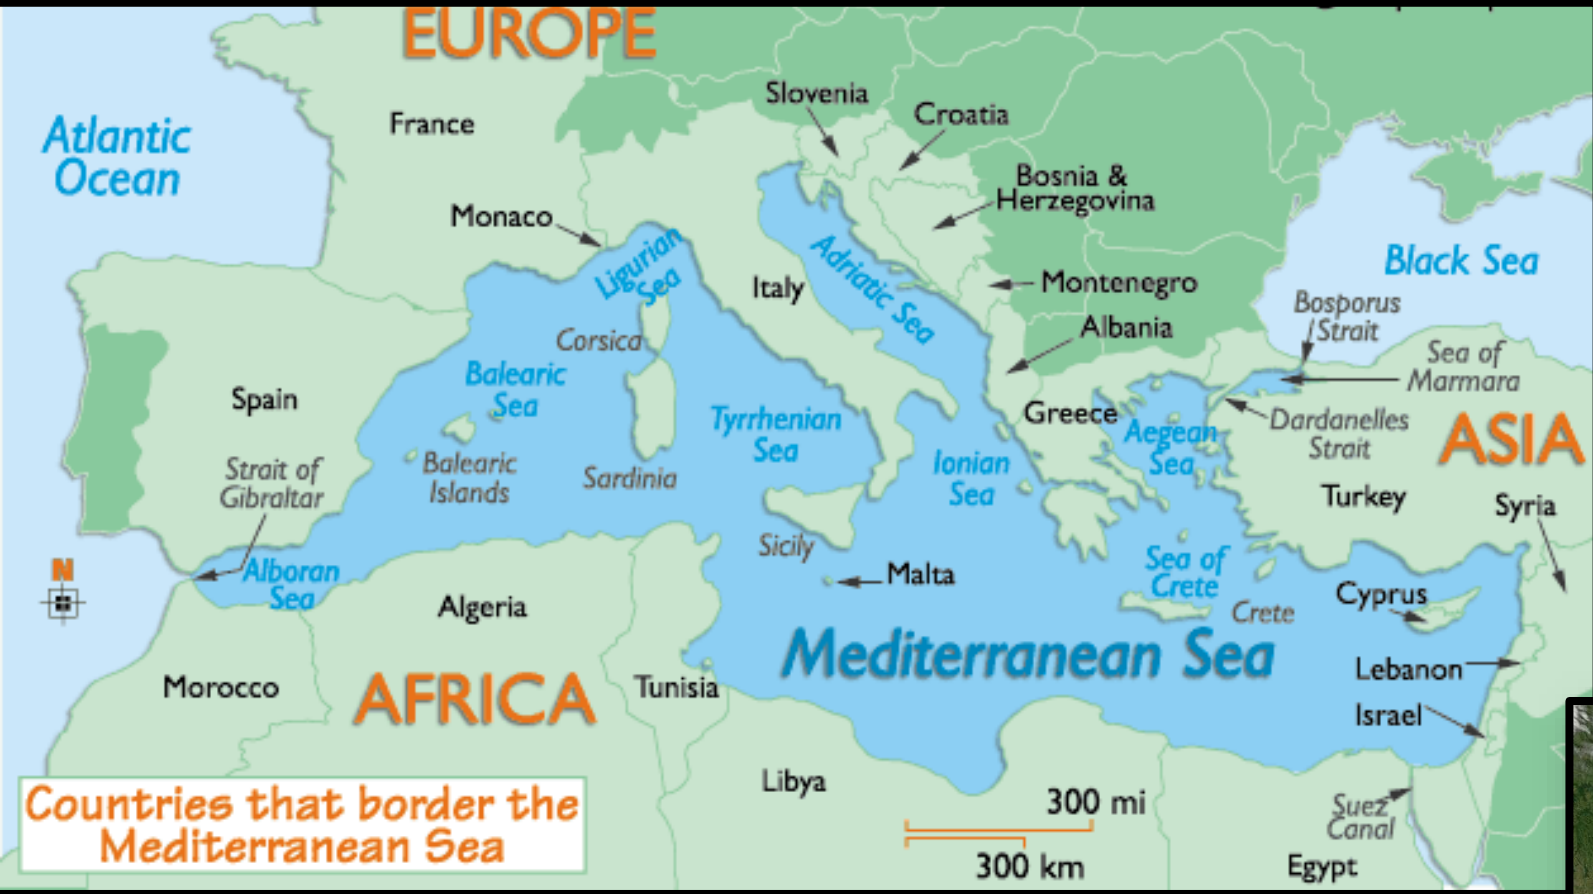 EUROPE
Atlantic
Ocean
France
Slovenia
Croatia
Bosnia &
Herzegovina
Monaco
Ligurian
Sea
Adriatic Sea
Italy
Montenegro
Albania
Black Sea
Bosporus
Strait
Sea of
Marmara
Dardanelles
Strait
ASIA
Corsica
Balearic
Sea
Spain
Tyrrhenian
Sea
Greece
Aegean
Sea
Ionian
Sea
Strait of
Gibraltar
Balearic
Islands
Sardinia
Turkey
Syria
Sicily
Malta
Sea of
Crete
Crete
Cyprus
N
Alboran
Sea
Algeria
Mediterranean Sea
Lebanon
Israel
Morocco
AFRICA
Tunisia
Libya
300 mi
300 km
Suez
Canal
Egypt
Countries that border the
Mediterranean Sea